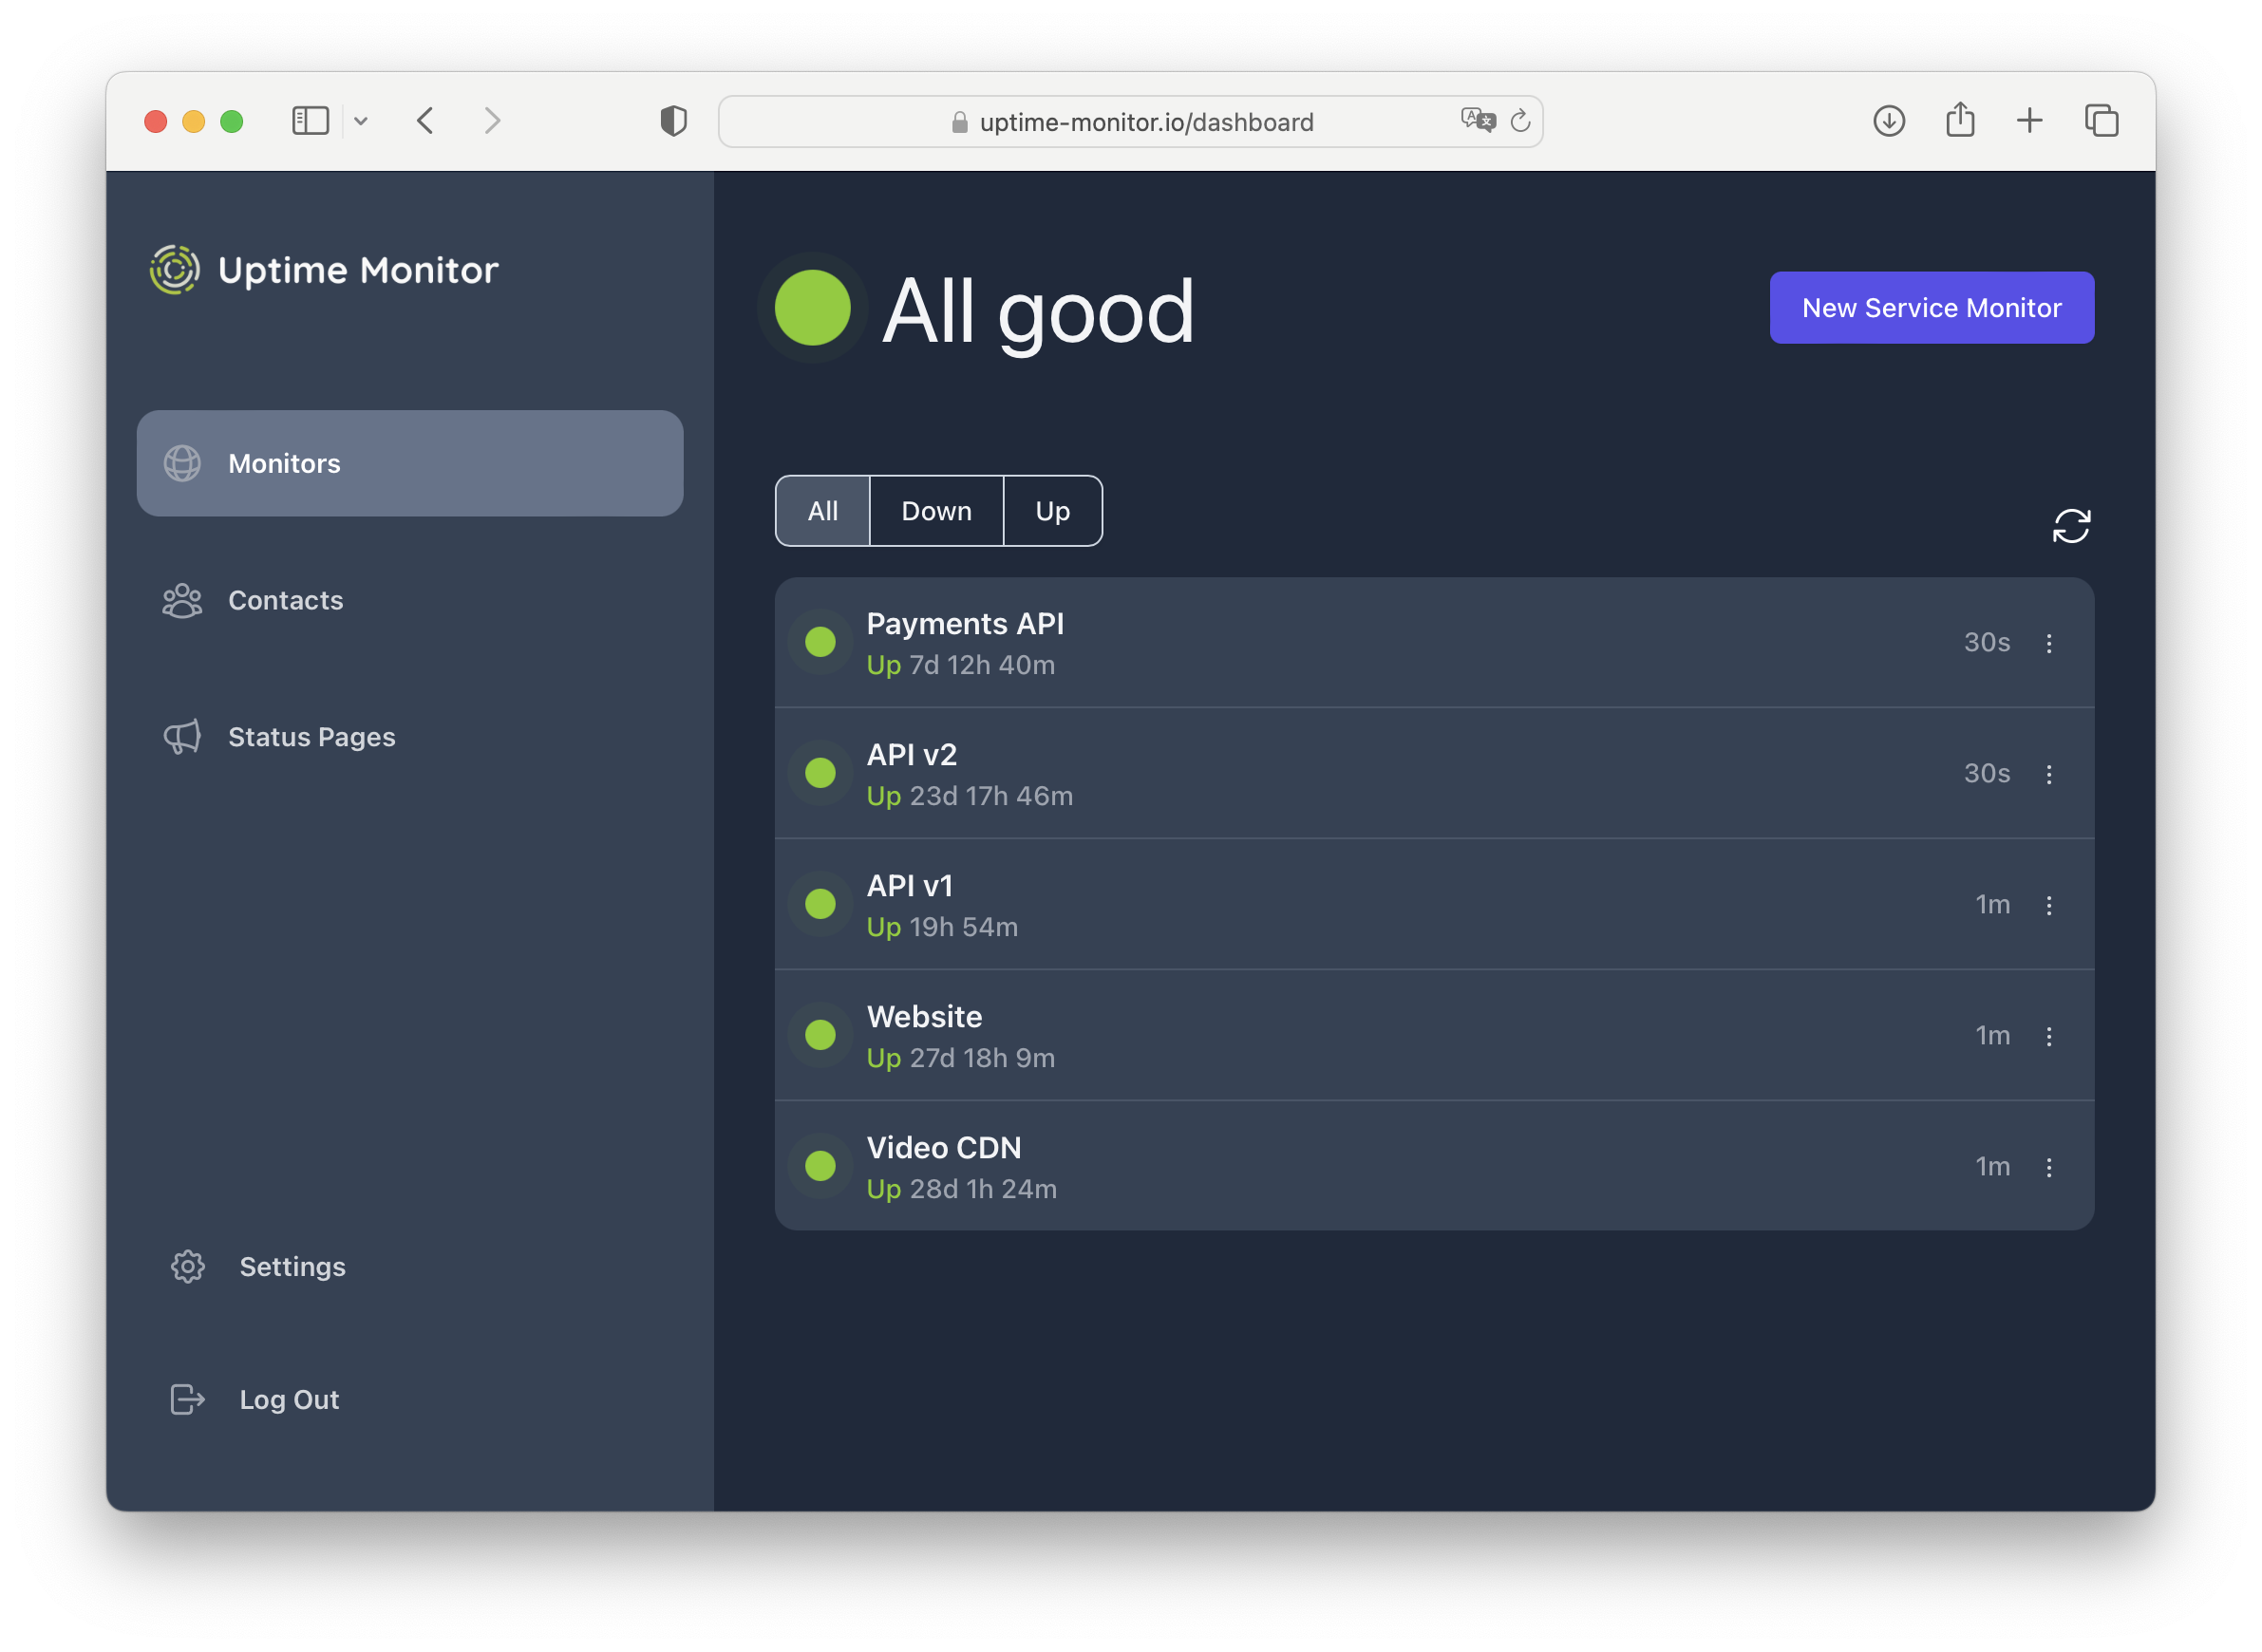 uptime-monitor.io/dashboard
Uptime Monitor
Monitors
Contacts
Status Pages
Settings
Log Out
All good
New Service Monitor
All
Down
Up
Payments API
Up 7d 12h 40m
30s
API v2
Up 23d 17h 46m
30s
API v1
Up 19h 54m
1m
Website
Up 27d 18h 9m
1m
Video CDN
Up 28d 1h 24m
1m